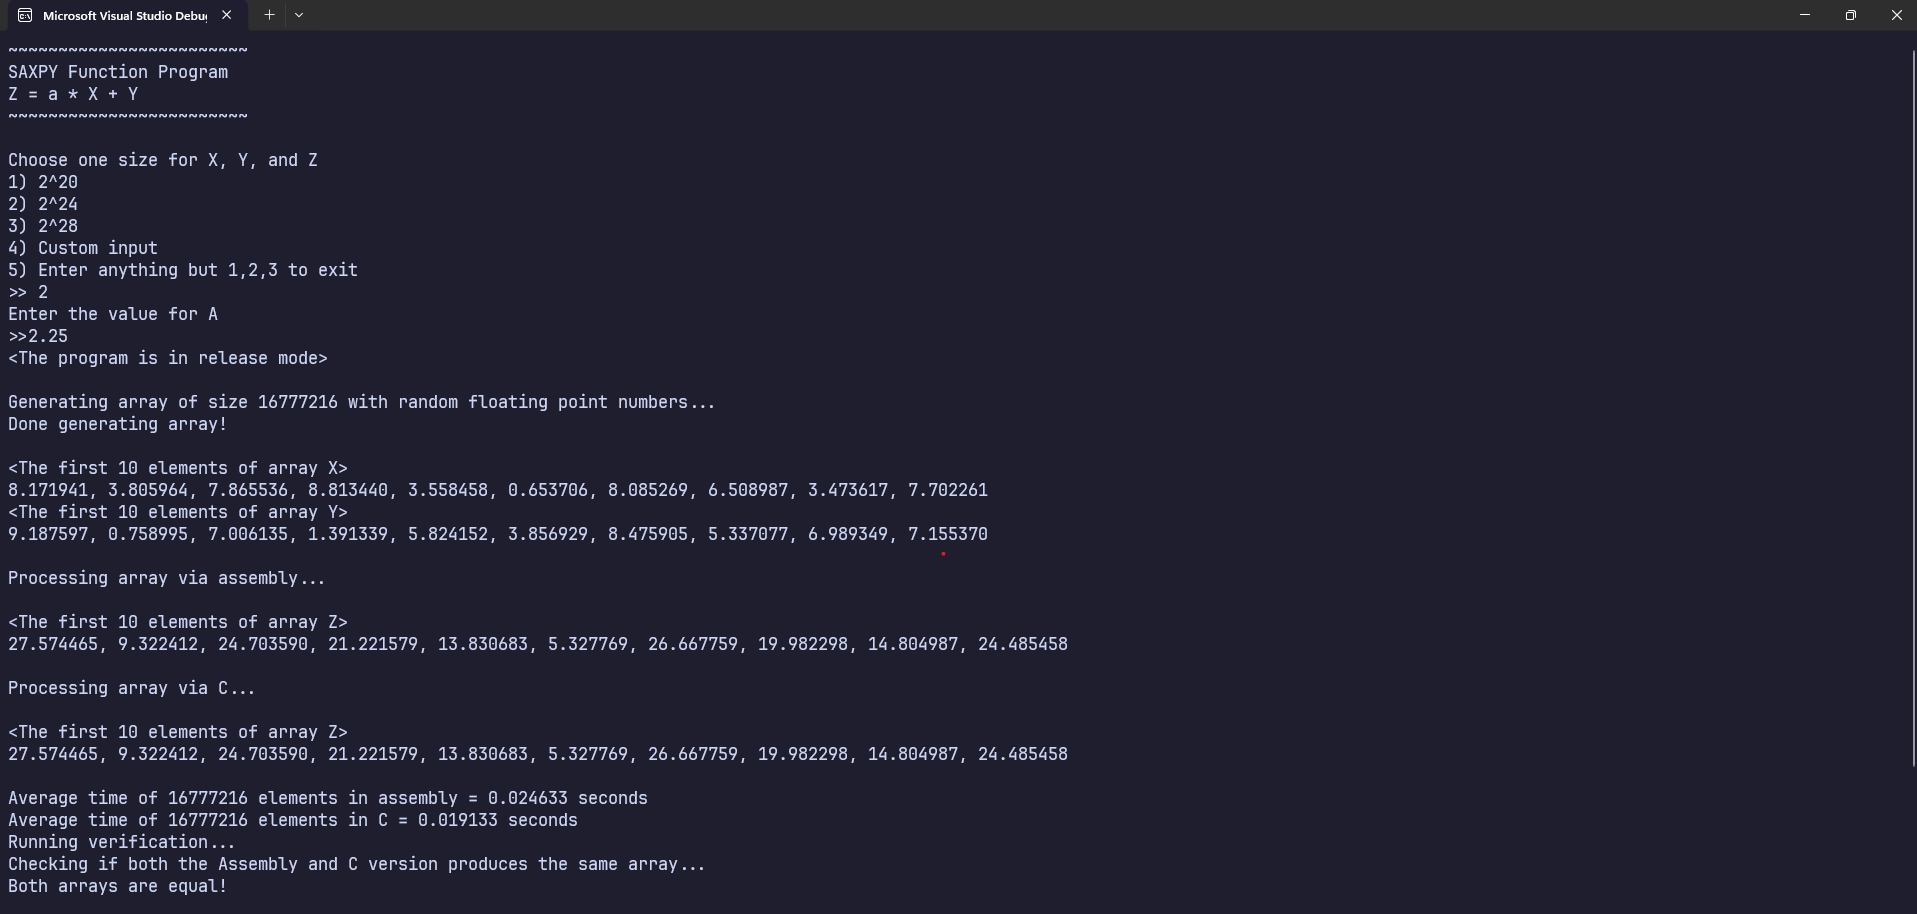 Microsoft Visual Studio Debu
~~~~~~~~~~~~~~~~~~~~~~~~
SAXPY Function Program
Z = a * X + Y
~~~~~~~~~~~~~~~~~~~~~~~~
Choose one size for X, Y, and Z
1) 2^20
2) 2^24
3) 2^28
4) Custom input
5) Enter anything but 1,2,3 to exit
>> 2
Enter the value for A
>>2.25
<The program is in release mode>
Generating array of size 16777216 with random floating point numbers...
Done generating array!
<The first 10 elements of array X>
8.171941, 3.805964, 7.865536, 8.813440, 3.558458, 0.653706, 8.085269, 6.508987, 3.473617, 7.702261
<The first 10 elements of array Y>
9.187597, 0.758995, 7.006135, 1.391339, 5.824152, 3.856929, 8.475905, 5.337077, 6.989349, 7.155370
Processing array via assembly...
<The first 10 elements of array Z>
27.574465, 9.322412, 24.703590, 21.221579, 13.830683, 5.327769, 26.667759, 19.982298, 14.804987, 24.485458
Processing array via C...
<The first 10 elements of array Z>
27.574465, 9.322412, 24.703590, 21.221579, 13.830683, 5.327769, 26.667759, 19.982298, 14.804987, 24.485458
Average time of 16777216 elements in assembly = 0.024633 seconds
Average time of 16777216 elements in C = 0.019133 seconds
Running verification...
Checking if both the Assembly and C version produces the same array...
Both arrays are equal!